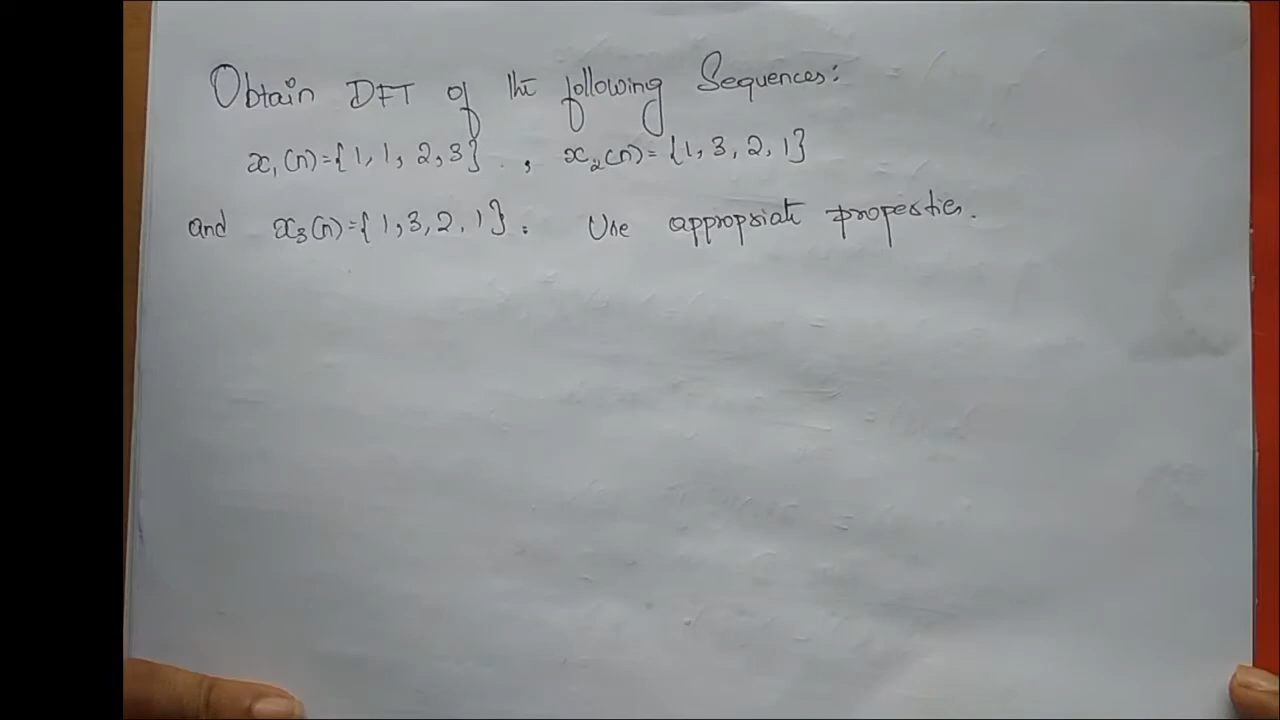 Obtain DFT of the following Sequences:
x₁(n)={1, 1, 2, 3} , x₂(n)= {1, 3, 2, 1}
and x₃(n)={1, 3, 2, 1}. Use appropriate properties.